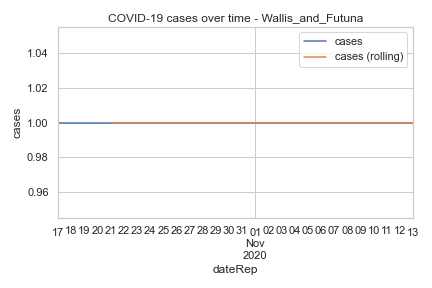 COVID-19 cases over time - Wallis_and_Futuna
cases
cases (rolling)
1.04
1.02
1.00
0.98
0.96
cases
17 18 19 20 21 22 23 24 25 26 27 28 29 30 31 01 02 03 04 05 06 07 08 09 10 11 12 13
Nov
2020
dateRep